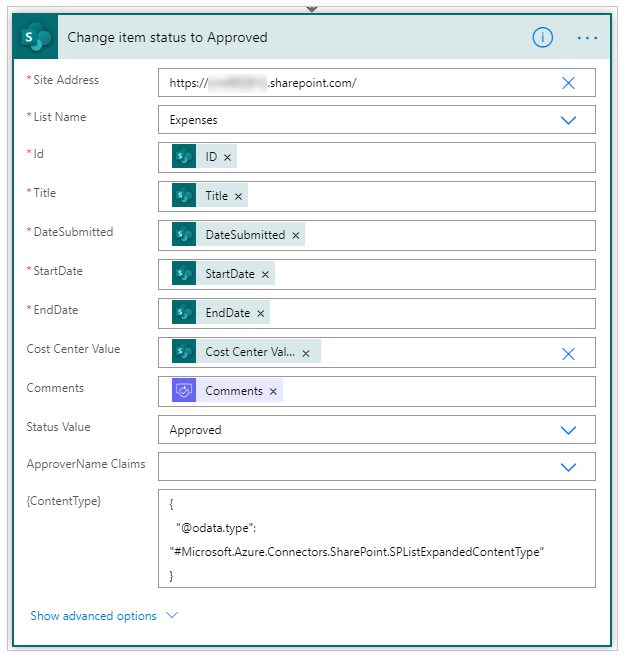 Change item status to Approved
* Site Address
https:// .sharepoint.com/
* List Name
Expenses
* Id
ID ×
* Title
Title ×
* DateSubmitted
DateSubmitted ×
* StartDate
StartDate ×
* EndDate
EndDate ×
Cost Center Value
Cost Center Val... ×
Comments
Comments ×
Status Value
Approved
ApproverName Claims
{ContentType}
{
"@odata.type":
"#Microsoft.Azure.Connectors.SharePoint.SPListExpandedContentType"
}
Show advanced options